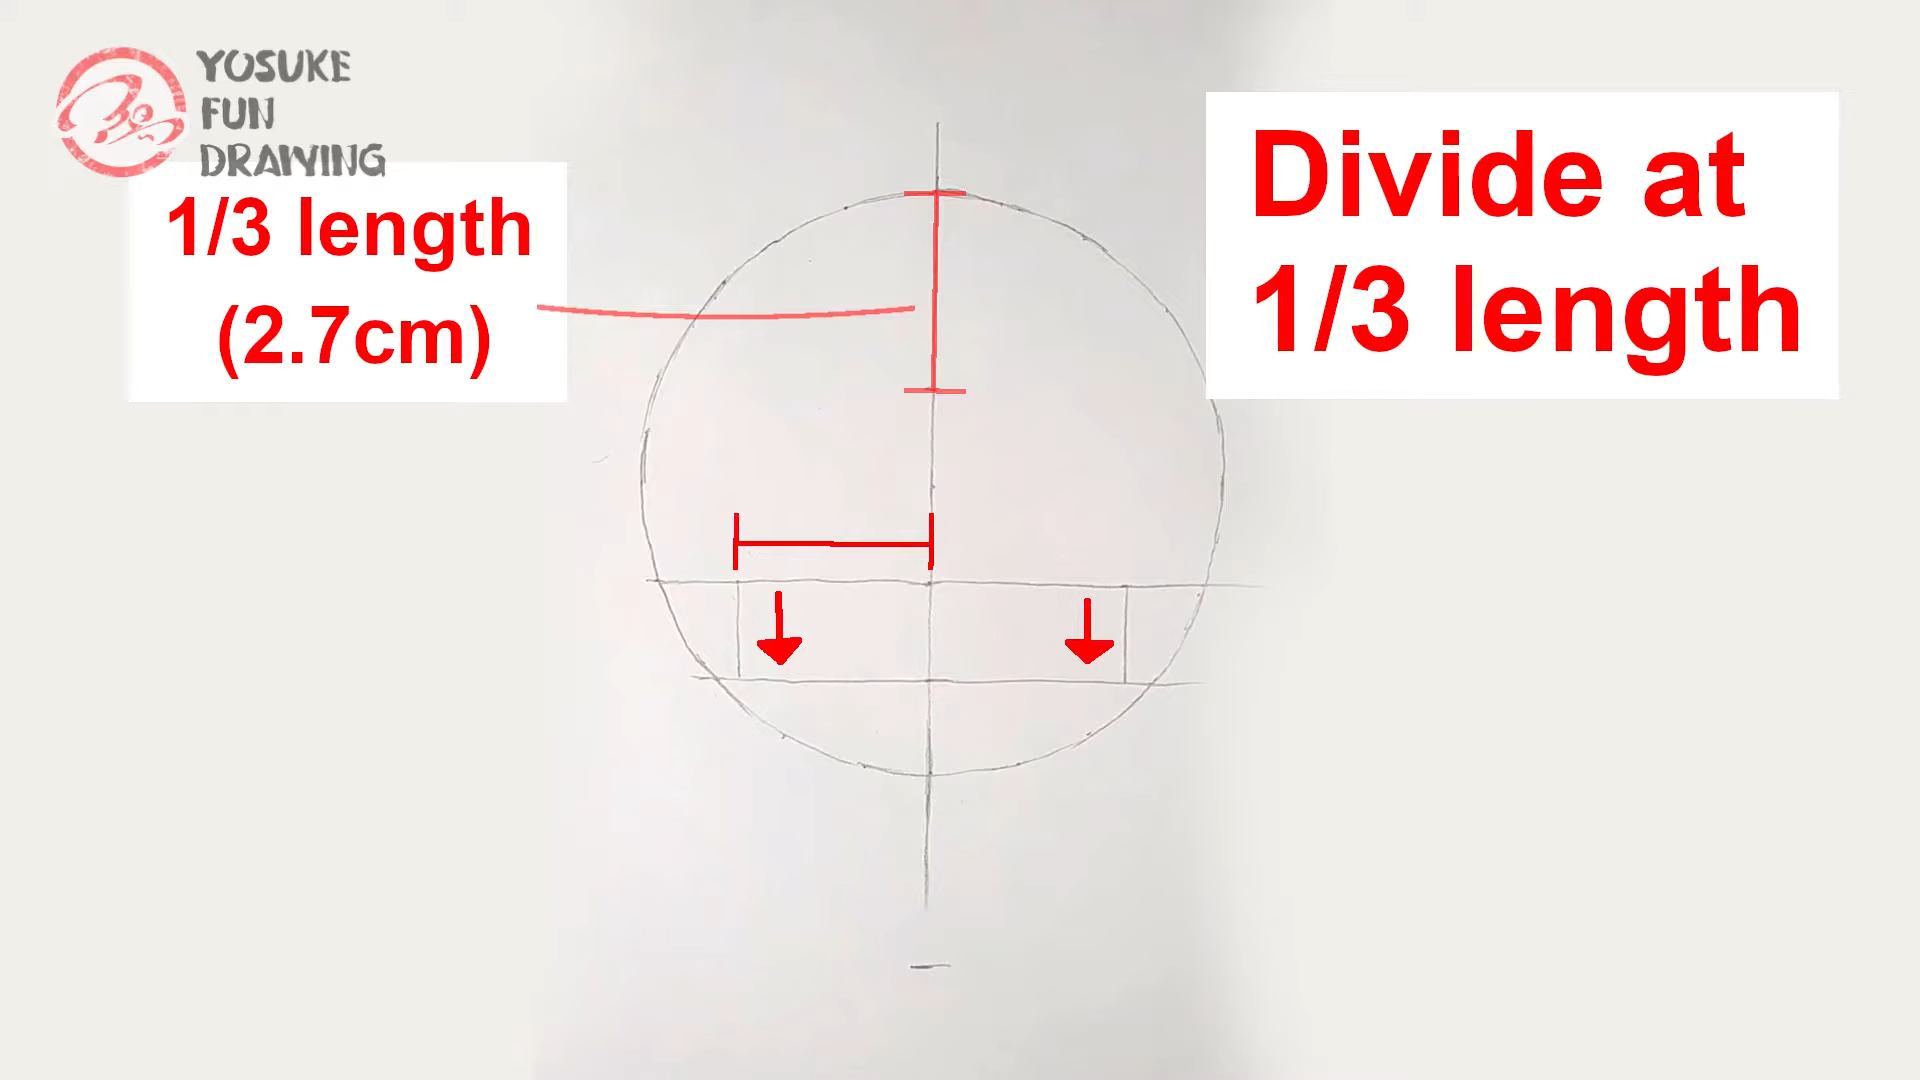 YOSUKE
FUN
DRAWING
1/3 length
(2.7cm)
Divide at
1/3 length